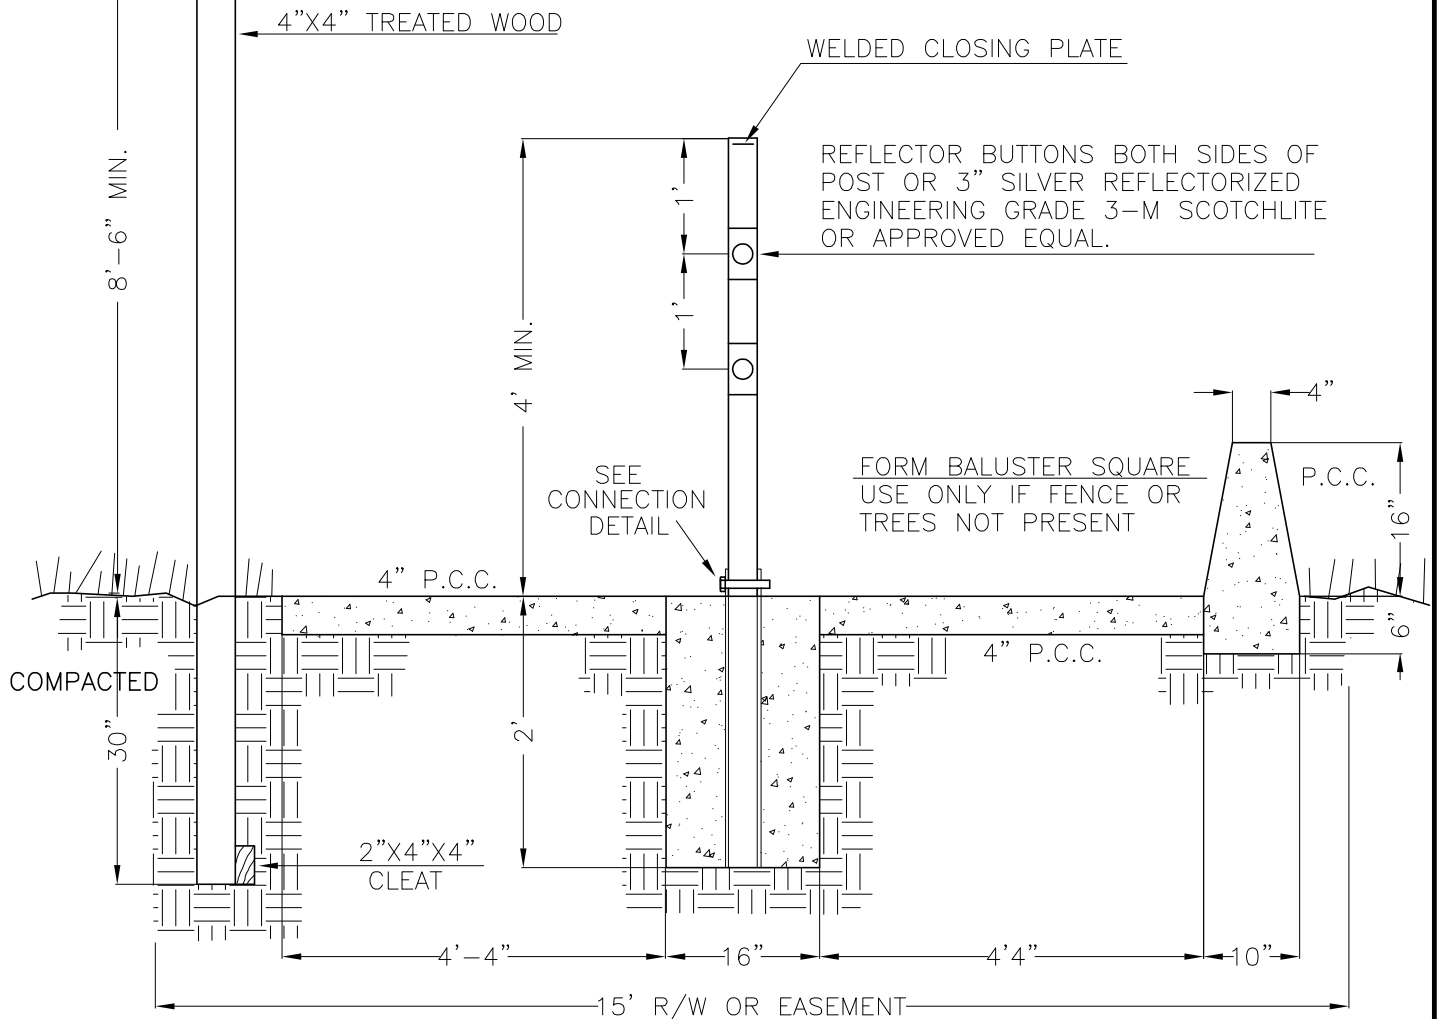 4”X4” TREATED WOOD
WELDED CLOSING PLATE
REFLECTOR BUTTONS BOTH SIDES OF
POST OR 3” SILVER REFLECTORIZED
ENGINEERING GRADE 3–M SCOTCHLITE
OR APPROVED EQUAL.
8’–6” MIN.
4’ MIN.
1’
1’
4”
SEE
CONNECTION
DETAIL
FORM BALUSTER SQUARE
USE ONLY IF FENCE OR
TREES NOT PRESENT
P.C.C.
16”
6”
4” P.C.C.
4” P.C.C.
COMPACTED
30”
2’
2”X4”X4”
CLEAT
4’–4”
16”
4’4”
10”
15’ R/W OR EASEMENT